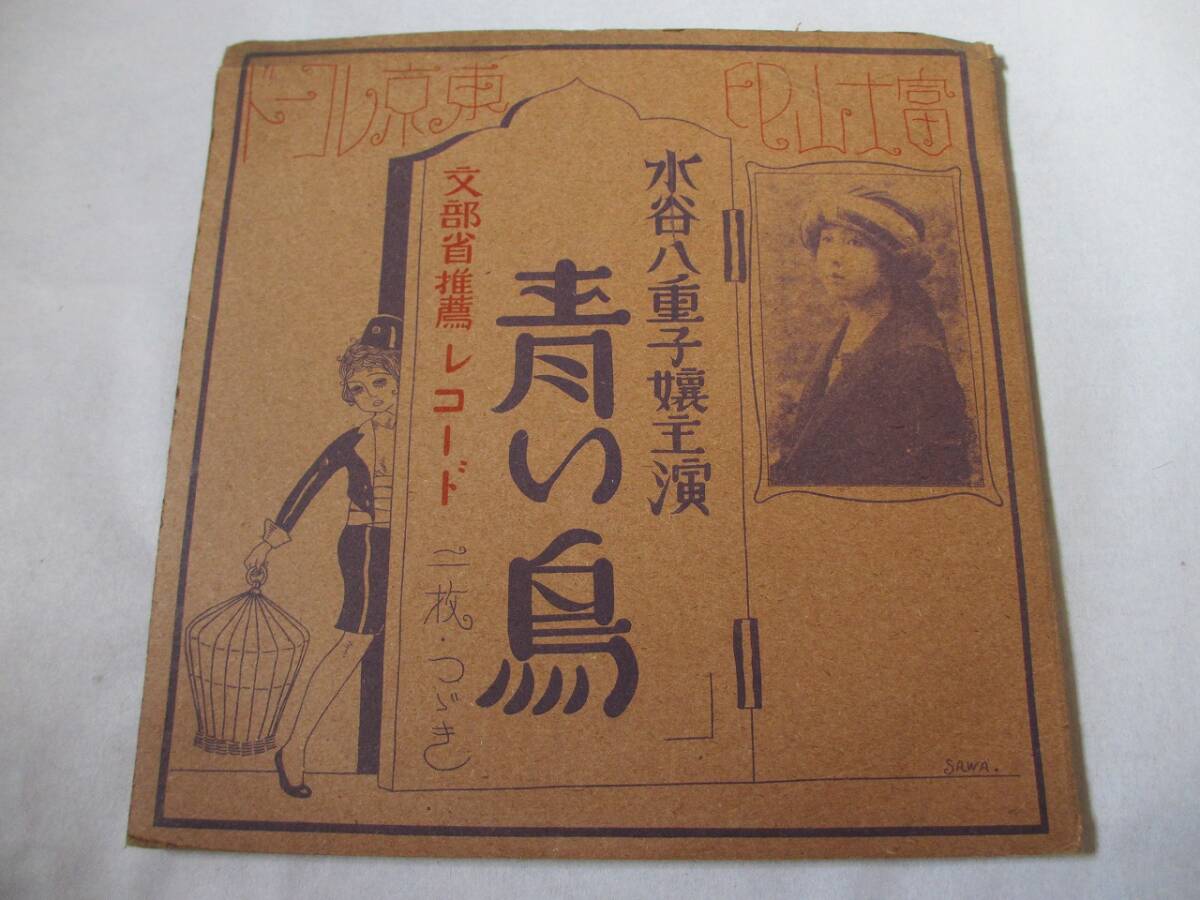 富士山印
東京レコード
水谷八重子嬢主演
青い鳥
文部省推薦レコード
二枚・つゞき
SAWA.